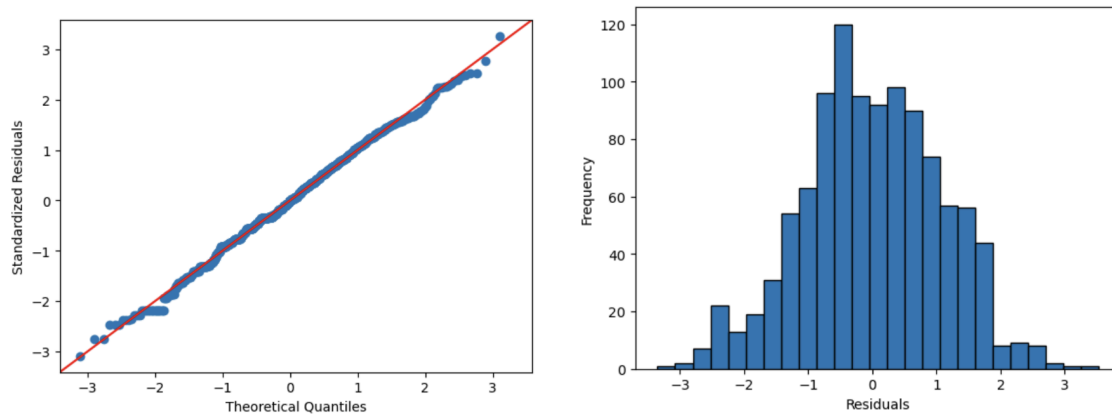 3
2
1
0
−1
−2
−3
Standardized Residuals
−3 −2 −1 0 1 2 3
Theoretical Quantiles
120
100
80
60
40
20
0
Frequency
−3 −2 −1 0 1 2 3
Residuals